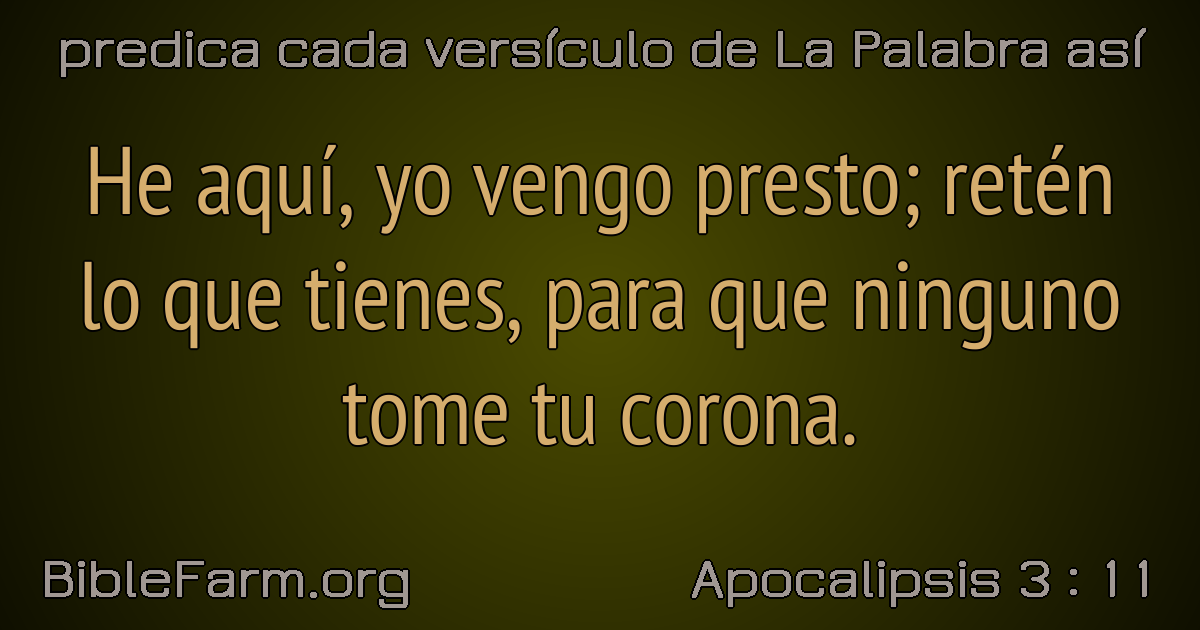 predica cada versículo de La Palabra así
He aquí, yo vengo presto; retén
lo que tienes, para que ninguno
tome tu corona.
BibleFarm.org
Apocalipsis 3 : 11